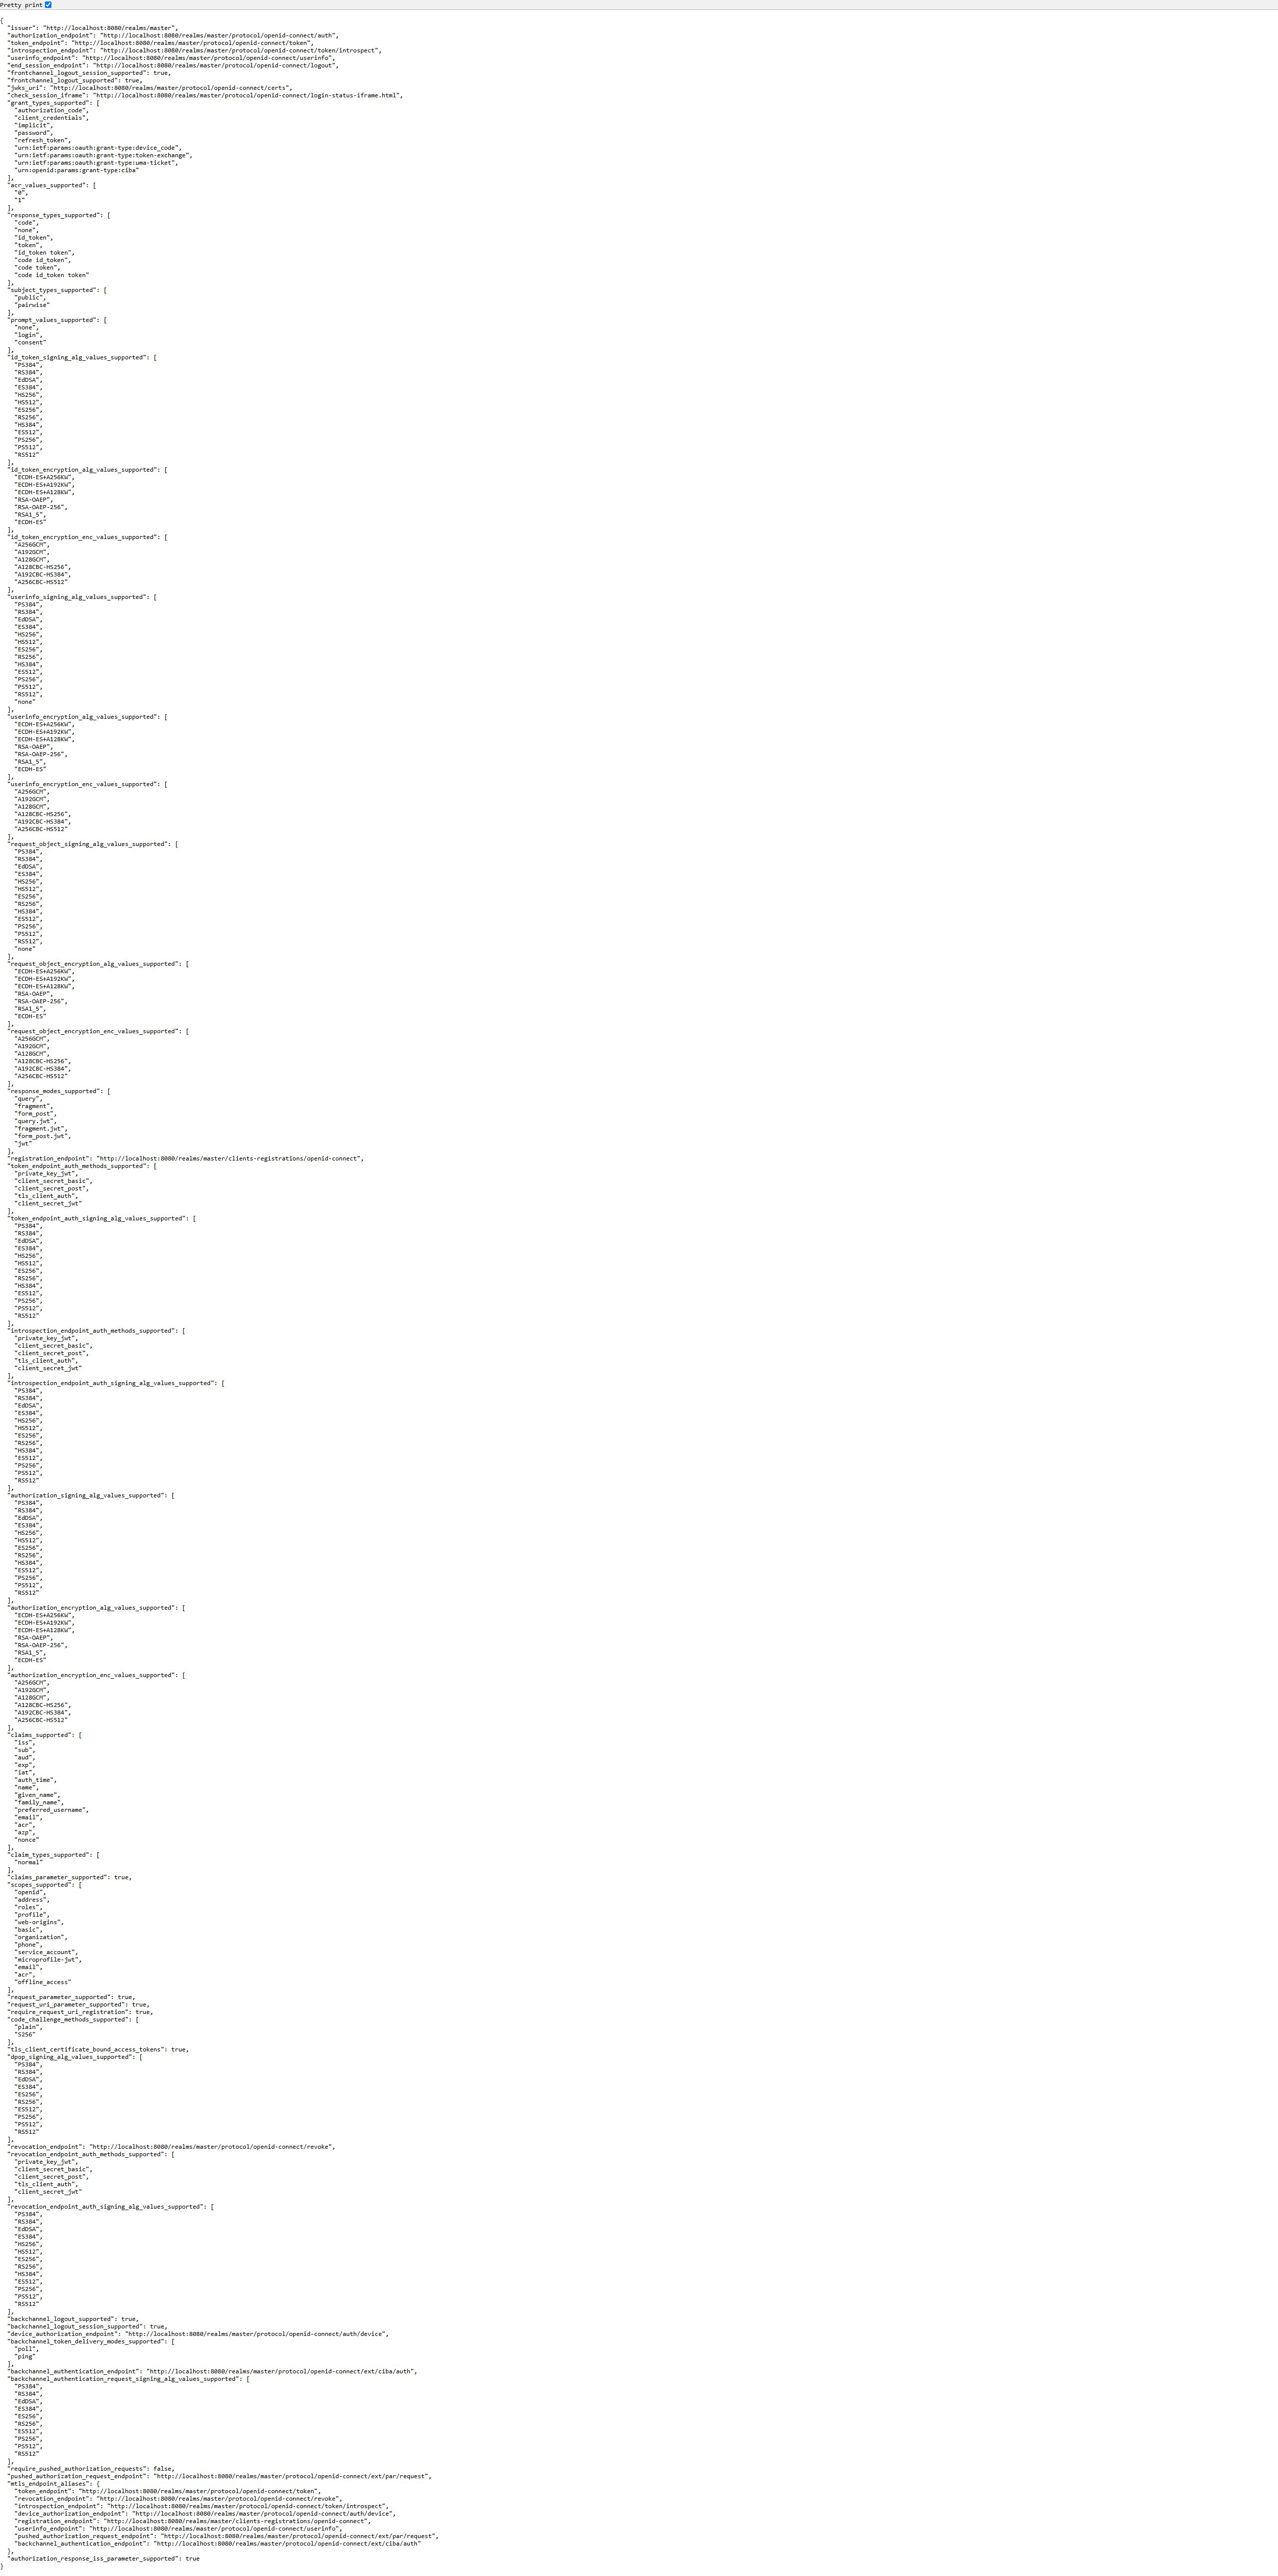 Pretty print
{
"issuer": "http://localhost:8080/realms/master",
"authorization_endpoint": "http://localhost:8080/realms/master/protocol/openid-connect/auth",
"token_endpoint": "http://localhost:8080/realms/master/protocol/openid-connect/token",
"introspection_endpoint": "http://localhost:8080/realms/master/protocol/openid-connect/token/introspect",
"userinfo_endpoint": "http://localhost:8080/realms/master/protocol/openid-connect/userinfo",
"end_session_endpoint": "http://localhost:8080/realms/master/protocol/openid-connect/logout",
"frontchannel_logout_session_supported": true,
"frontchannel_logout_supported": true,
"jwks_uri": "http://localhost:8080/realms/master/protocol/openid-connect/certs",
"check_session_iframe": "http://localhost:8080/realms/master/protocol/openid-connect/login-status-iframe.html",
"grant_types_supported": [
"authorization_code",
"client_credentials",
"implicit",
"password",
"refresh_token",
"urn:ietf:params:oauth:grant-type:device_code",
"urn:ietf:params:oauth:grant-type:token-exchange",
"urn:ietf:params:oauth:grant-type:uma-ticket",
"urn:openid:params:grant-type:ciba"
],
"acr_values_supported": [
"0",
"1"
],
"response_types_supported": [
"code",
"none",
"id_token",
"token",
"id_token token",
"code id_token",
"code token",
"code id_token token"
],
"subject_types_supported": [
"public",
"pairwise"
],
"prompt_values_supported": [
"none",
"login",
"consent"
],
"id_token_signing_alg_values_supported": [
"PS384",
"RS384",
"EdDSA",
"ES384",
"HS256",
"HS512",
"ES256",
"RS256",
"HS384",
"ES512",
"PS256",
"PS512",
"RS512"
],
"id_token_encryption_alg_values_supported": [
"ECDH-ES+A256KW",
"ECDH-ES+A192KW",
"ECDH-ES+A128KW",
"RSA-OAEP",
"RSA-OAEP-256",
"RSA1_5",
"ECDH-ES"
],
"id_token_encryption_enc_values_supported": [
"A256GCM",
"A192GCM",
"A128GCM",
"A128CBC-HS256",
"A192CBC-HS384",
"A256CBC-HS512"
],
"userinfo_signing_alg_values_supported": [
"PS384",
"RS384",
"EdDSA",
"ES384",
"HS256",
"HS512",
"ES256",
"RS256",
"HS384",
"ES512",
"PS256",
"PS512",
"RS512",
"none"
],
"userinfo_encryption_alg_values_supported": [
"ECDH-ES+A256KW",
"ECDH-ES+A192KW",
"ECDH-ES+A128KW",
"RSA-OAEP",
"RSA-OAEP-256",
"RSA1_5",
"ECDH-ES"
],
"userinfo_encryption_enc_values_supported": [
"A256GCM",
"A192GCM",
"A128GCM",
"A128CBC-HS256",
"A192CBC-HS384",
"A256CBC-HS512"
],
"request_object_signing_alg_values_supported": [
"PS384",
"RS384",
"EdDSA",
"ES384",
"HS256",
"HS512",
"ES256",
"RS256",
"HS384",
"ES512",
"PS256",
"PS512",
"RS512",
"none"
],
"request_object_encryption_alg_values_supported": [
"ECDH-ES+A256KW",
"ECDH-ES+A192KW",
"ECDH-ES+A128KW",
"RSA-OAEP",
"RSA-OAEP-256",
"RSA1_5",
"ECDH-ES"
],
"request_object_encryption_enc_values_supported": [
"A256GCM",
"A192GCM",
"A128GCM",
"A128CBC-HS256",
"A192CBC-HS384",
"A256CBC-HS512"
],
"response_modes_supported": [
"query",
"fragment",
"form_post",
"query.jwt",
"fragment.jwt",
"form_post.jwt",
"jwt"
],
"registration_endpoint": "http://localhost:8080/realms/master/clients-registrations/openid-connect",
"token_endpoint_auth_methods_supported": [
"private_key_jwt",
"client_secret_basic",
"client_secret_post",
"tls_client_auth",
"client_secret_jwt"
],
"token_endpoint_auth_signing_alg_values_supported": [
"PS384",
"RS384",
"EdDSA",
"ES384",
"HS256",
"HS512",
"ES256",
"RS256",
"HS384",
"ES512",
"PS256",
"PS512",
"RS512"
],
"introspection_endpoint_auth_methods_supported": [
"private_key_jwt",
"client_secret_basic",
"client_secret_post",
"tls_client_auth",
"client_secret_jwt"
],
"introspection_endpoint_auth_signing_alg_values_supported": [
"PS384",
"RS384",
"EdDSA",
"ES384",
"HS256",
"HS512",
"ES256",
"RS256",
"HS384",
"ES512",
"PS256",
"PS512",
"RS512"
],
"authorization_signing_alg_values_supported": [
"PS384",
"RS384",
"EdDSA",
"ES384",
"HS256",
"HS512",
"ES256",
"RS256",
"HS384",
"ES512",
"PS256",
"PS512",
"RS512"
],
"authorization_encryption_alg_values_supported": [
"ECDH-ES+A256KW",
"ECDH-ES+A192KW",
"ECDH-ES+A128KW",
"RSA-OAEP",
"RSA-OAEP-256",
"RSA1_5",
"ECDH-ES"
],
"authorization_encryption_enc_values_supported": [
"A256GCM",
"A192GCM",
"A128GCM",
"A128CBC-HS256",
"A192CBC-HS384",
"A256CBC-HS512"
],
"claims_supported": [
"iss",
"sub",
"aud",
"exp",
"iat",
"auth_time",
"name",
"given_name",
"family_name",
"preferred_username",
"email",
"acr",
"azp",
"nonce"
],
"claim_types_supported": [
"normal"
],
"claims_parameter_supported": true,
"scopes_supported": [
"openid",
"address",
"roles",
"profile",
"web-origins",
"basic",
"organization",
"phone",
"service_account",
"microprofile-jwt",
"email",
"acr",
"offline_access"
],
"request_parameter_supported": true,
"request_uri_parameter_supported": true,
"require_request_uri_registration": true,
"code_challenge_methods_supported": [
"plain",
"S256"
],
"tls_client_certificate_bound_access_tokens": true,
"dpop_signing_alg_values_supported": [
"PS384",
"RS384",
"EdDSA",
"ES384",
"ES256",
"RS256",
"ES512",
"PS256",
"PS512",
"RS512"
],
"revocation_endpoint": "http://localhost:8080/realms/master/protocol/openid-connect/revoke",
"revocation_endpoint_auth_methods_supported": [
"private_key_jwt",
"client_secret_basic",
"client_secret_post",
"tls_client_auth",
"client_secret_jwt"
],
"revocation_endpoint_auth_signing_alg_values_supported": [
"PS384",
"RS384",
"EdDSA",
"ES384",
"HS256",
"HS512",
"ES256",
"RS256",
"HS384",
"ES512",
"PS256",
"PS512",
"RS512"
],
"backchannel_logout_supported": true,
"backchannel_logout_session_supported": true,
"device_authorization_endpoint": "http://localhost:8080/realms/master/protocol/openid-connect/auth/device",
"backchannel_token_delivery_modes_supported": [
"poll",
"ping"
],
"backchannel_authentication_endpoint": "http://localhost:8080/realms/master/protocol/openid-connect/ext/ciba/auth",
"backchannel_authentication_request_signing_alg_values_supported": [
"PS384",
"RS384",
"EdDSA",
"ES384",
"ES256",
"RS256",
"ES512",
"PS256",
"PS512",
"RS512"
],
"require_pushed_authorization_requests": false,
"pushed_authorization_request_endpoint": "http://localhost:8080/realms/master/protocol/openid-connect/ext/par/request",
"mtls_endpoint_aliases": {
"token_endpoint": "http://localhost:8080/realms/master/protocol/openid-connect/token",
"revocation_endpoint": "http://localhost:8080/realms/master/protocol/openid-connect/revoke",
"introspection_endpoint": "http://localhost:8080/realms/master/protocol/openid-connect/token/introspect",
"device_authorization_endpoint": "http://localhost:8080/realms/master/protocol/openid-connect/auth/device",
"registration_endpoint": "http://localhost:8080/realms/master/clients-registrations/openid-connect",
"userinfo_endpoint": "http://localhost:8080/realms/master/protocol/openid-connect/userinfo",
"pushed_authorization_request_endpoint": "http://localhost:8080/realms/master/protocol/openid-connect/ext/par/request",
"backchannel_authentication_endpoint": "http://localhost:8080/realms/master/protocol/openid-connect/ext/ciba/auth"
},
"authorization_response_iss_parameter_supported": true
}